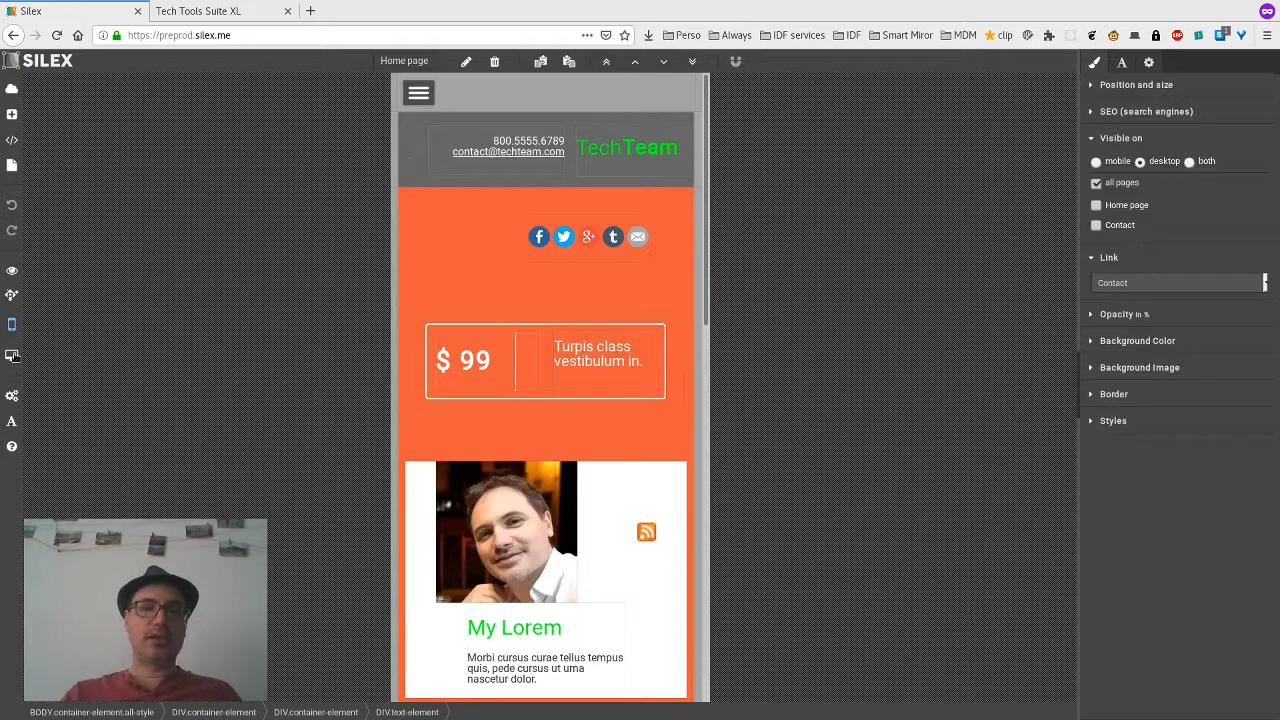 Silex
Tech Tools Suite XL
https://preprod.silex.me
Perso
Always
IDF services
IDF
Smart Miror
MDM
clip
SILEX
Home page
800.5555.6789
contact@techteam.com
TechTeam
$ 99
Turpis class
vestibulum in.
My Lorem
Morbi cursus curae tellus tempus
quis, pede cursus ut urna
nascetur dolor.
Position and size
SEO (search engines)
Visible on
mobile desktop both
all pages
Home page
Contact
Link
Contact
Opacity in %
Background Color
Background Image
Border
Styles
BODY.container-element.all-style
DIV.container-element
DIV.container-element
DIV.text-element